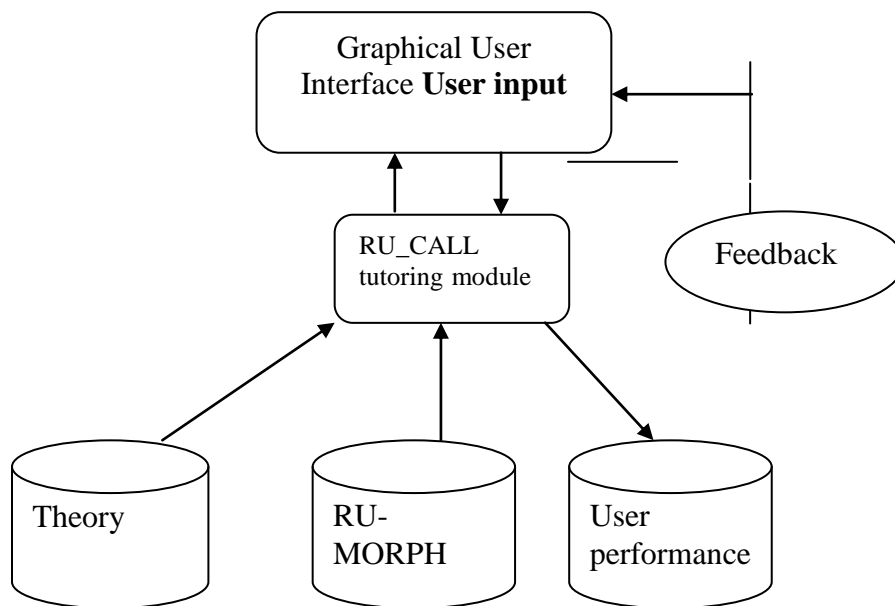 Graphical User
Interface User input
RU_CALL
tutoring module
Feedback
Theory
RU-
MORPH
User
performance